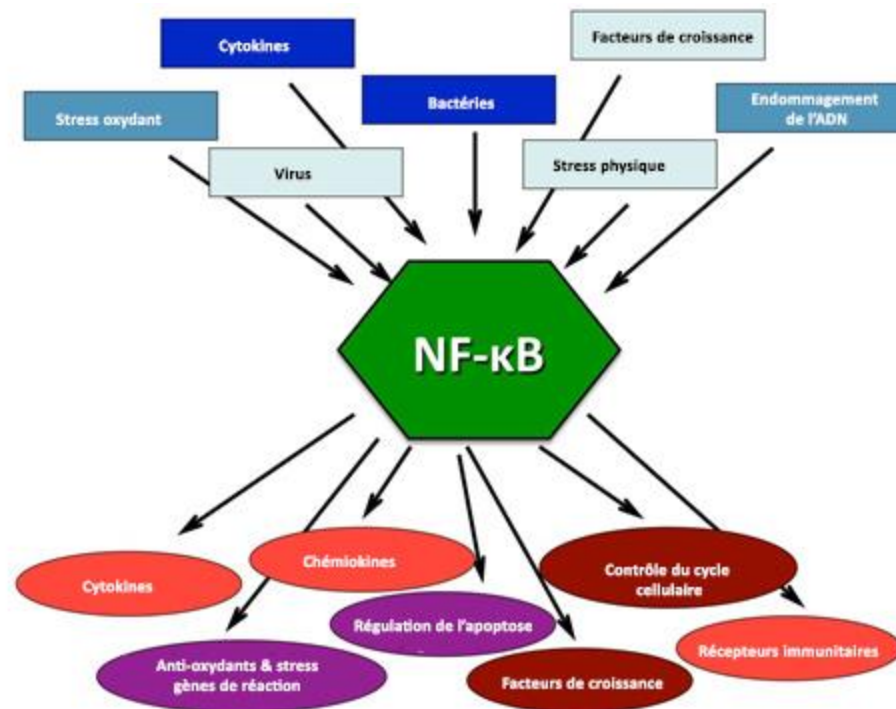 Cytokines
Facteurs de croissance
Stress oxydant
Bactéries
Endommagement
de l'ADN
Virus
Stress physique
NF-κB
Cytokines
Chémiokines
Contrôle du cycle
cellulaire
Régulation de l'apoptose
Récepteurs immunitaires
Anti-oxydants & stress
gènes de réaction
Facteurs de croissance